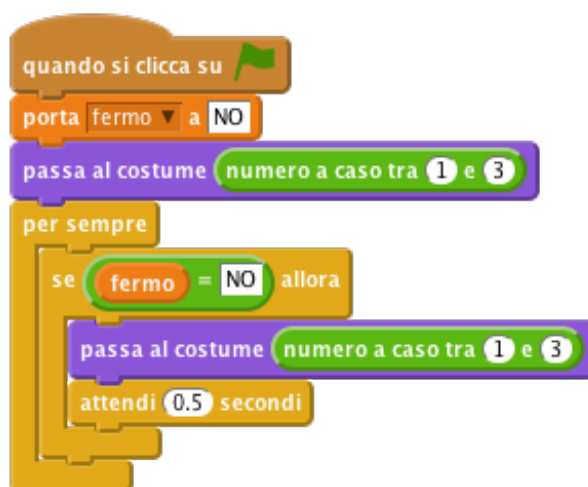 quando si clicca su
porta fermo a NO
passa al costume numero a caso tra 1 e 3
per sempre
se fermo = NO allora
passa al costume numero a caso tra 1 e 3
attendi 0.5 secondi